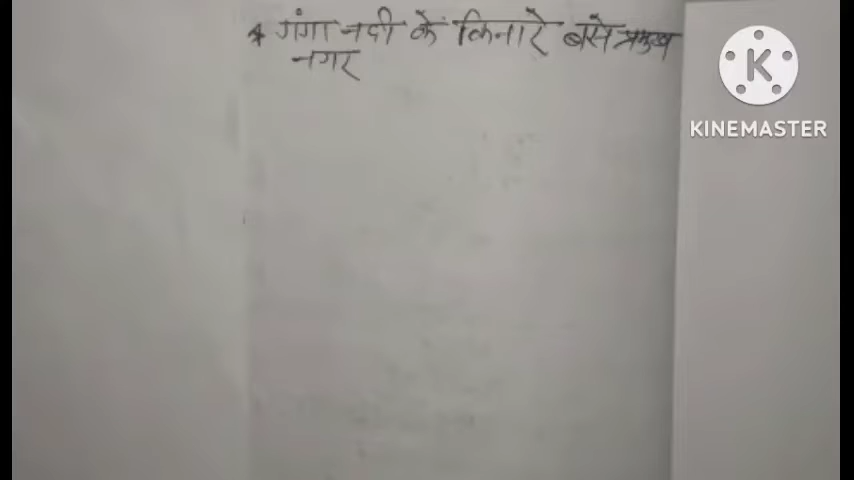 * गंगा नदी के किनारे बसे प्रमुख
नगर
K
KINEMASTER